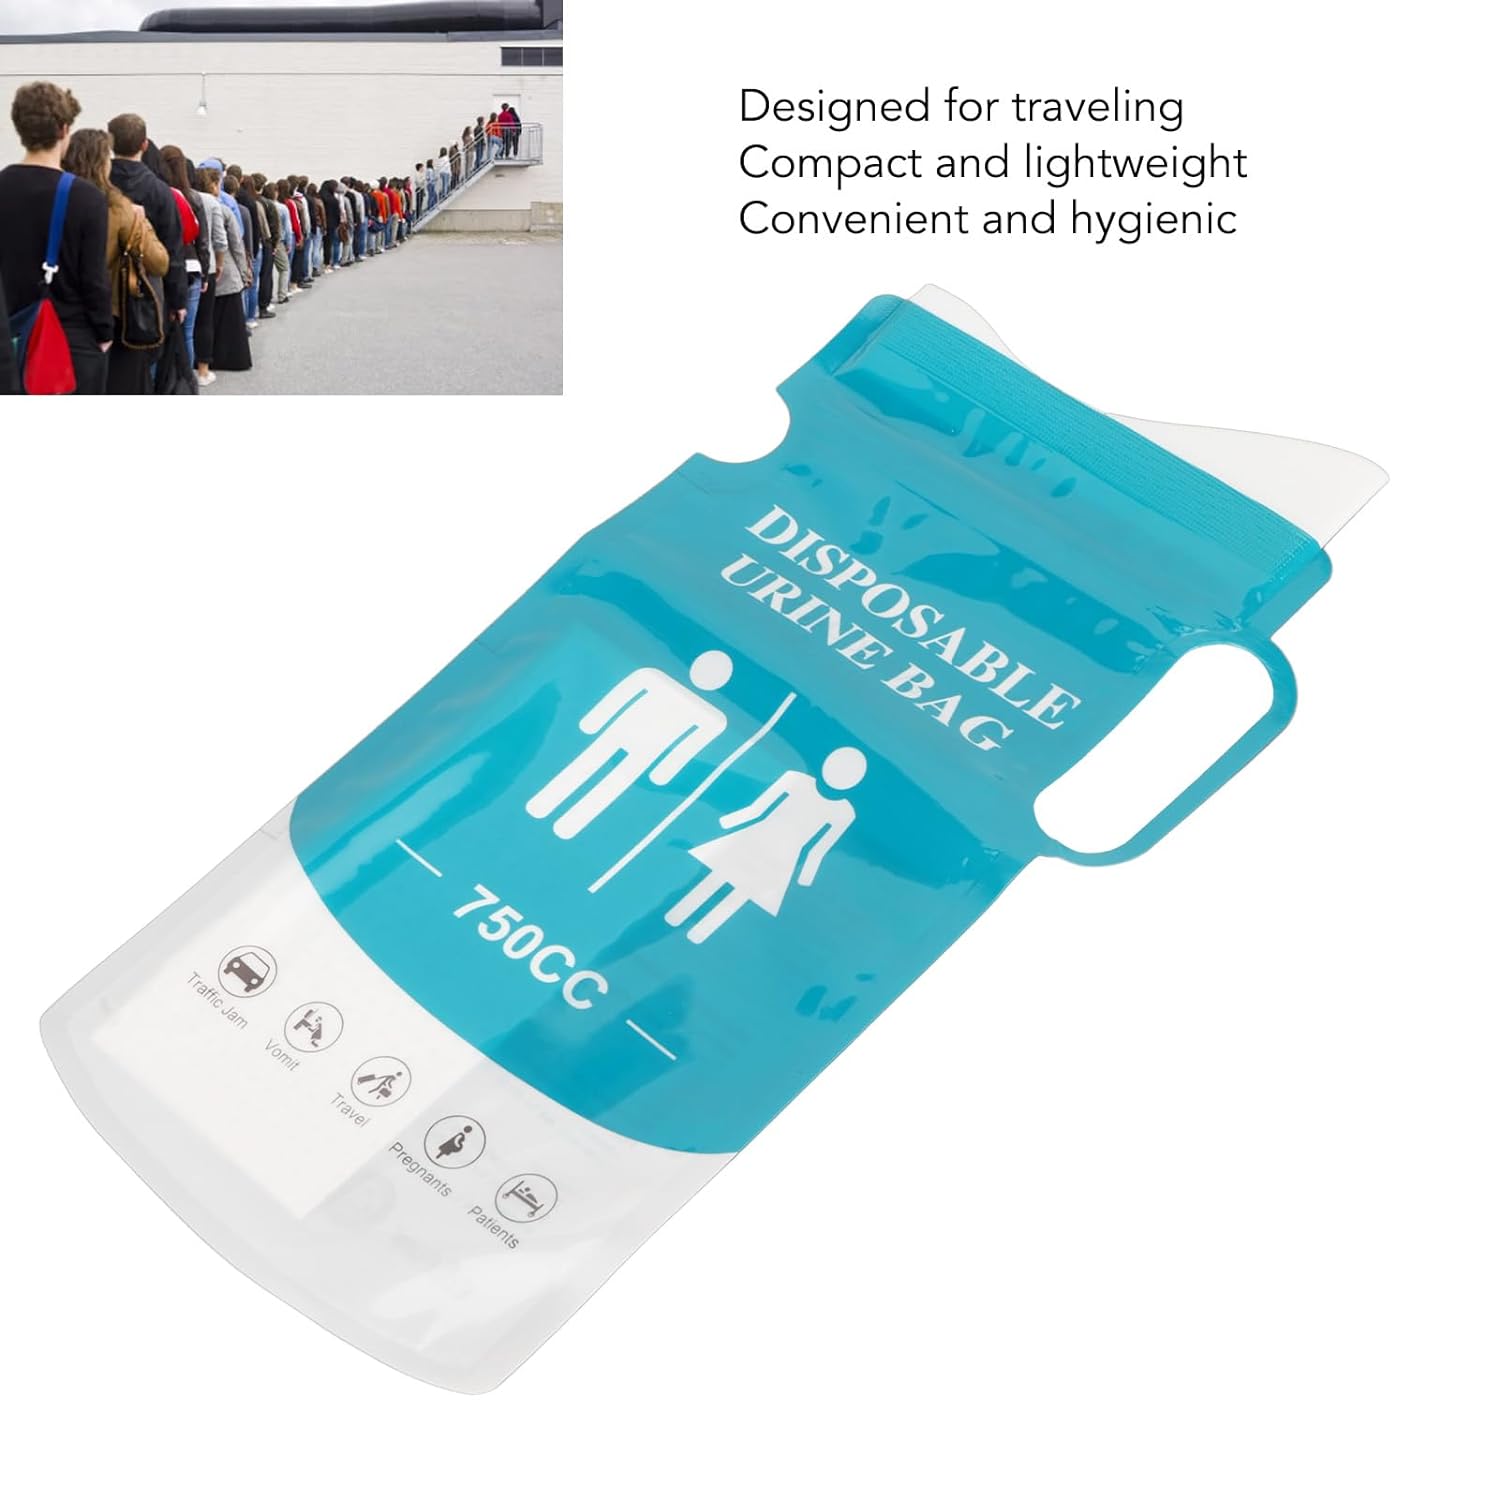 Designed for traveling
Compact and lightweight
Convenient and hygienic
DISPOSABLE
URINE BAG
750CC
Traffic Jam
Vomit
Travel
Pregnants
Patients